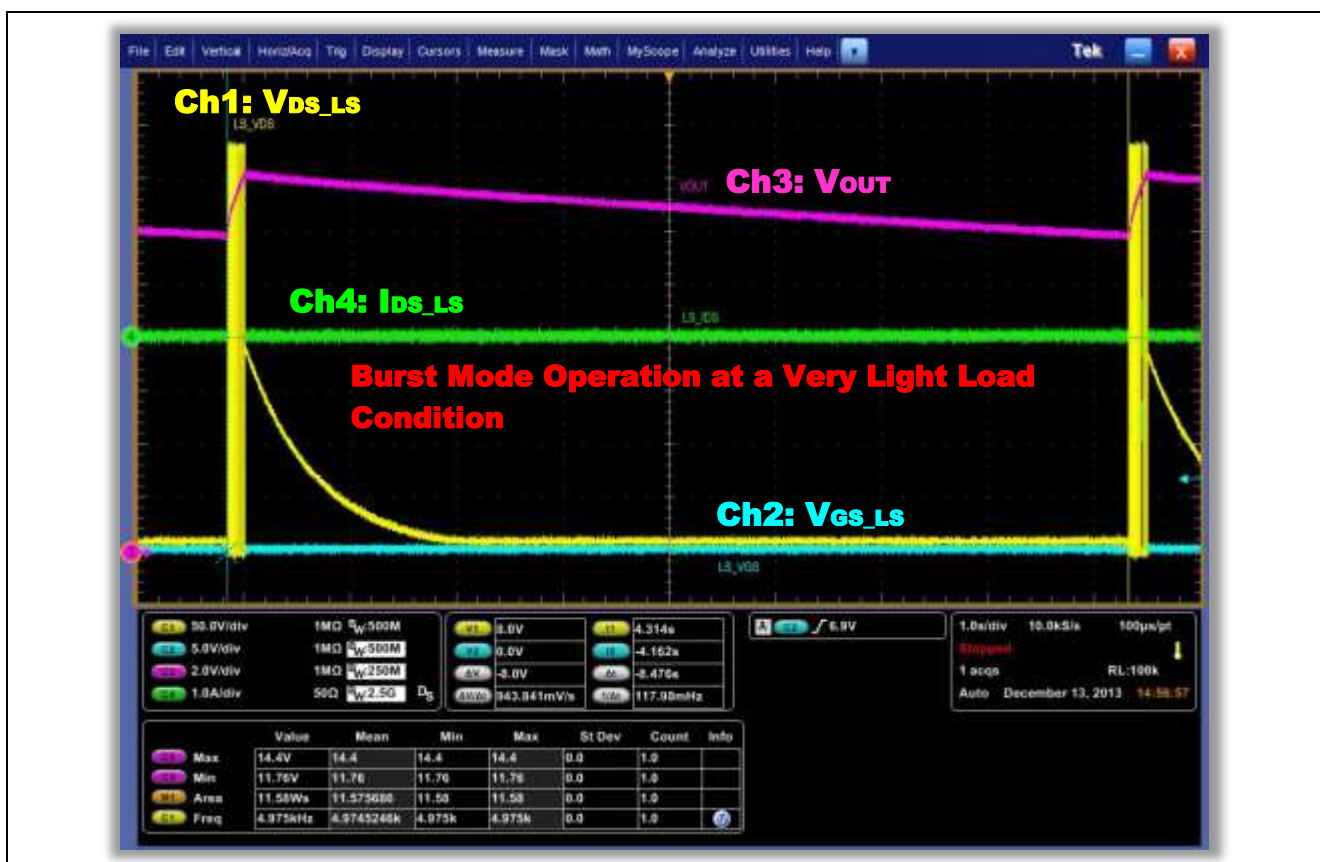 File Edit Vertical Horiz/Acq Trig Display Cursors Measure Mask Math MyScope Analyze Utilities Help Tek
Ch1: VDS_LS
LS_VDS
VOUT Ch3: VOUT
Ch4: IDS_LS
LS_IDS
Burst Mode Operation at a Very Light Load
Condition
Ch2: VGS_LS
LS_VGS
50.0V/div 1MΩ BW:500M
5.0V/div 1MΩ BW:500M
2.0V/div 1MΩ BW:250M
1.0A/div 50Ω BW:2.5G
8.0V 4.314s
0.0V -4.162s
-8.0V -8.476s
943.841mV/s 117.98mHz
A 6.9V
1.0s/div 10.0kS/s 100µs/pt
Stopped
1 acqs RL:100k
Auto December 13, 2013 14:56:57
Value Mean Min Max St Dev Count Info
Max 14.4V 14.4 14.4 14.4 0.0 1.0
Min 11.76V 11.76 11.76 11.76 0.0 1.0
Area 11.58Ws 11.575686 11.58 11.58 0.0 1.0
Freq 4.975kHz 4.9745246k 4.975k 4.975k 0.0 1.0